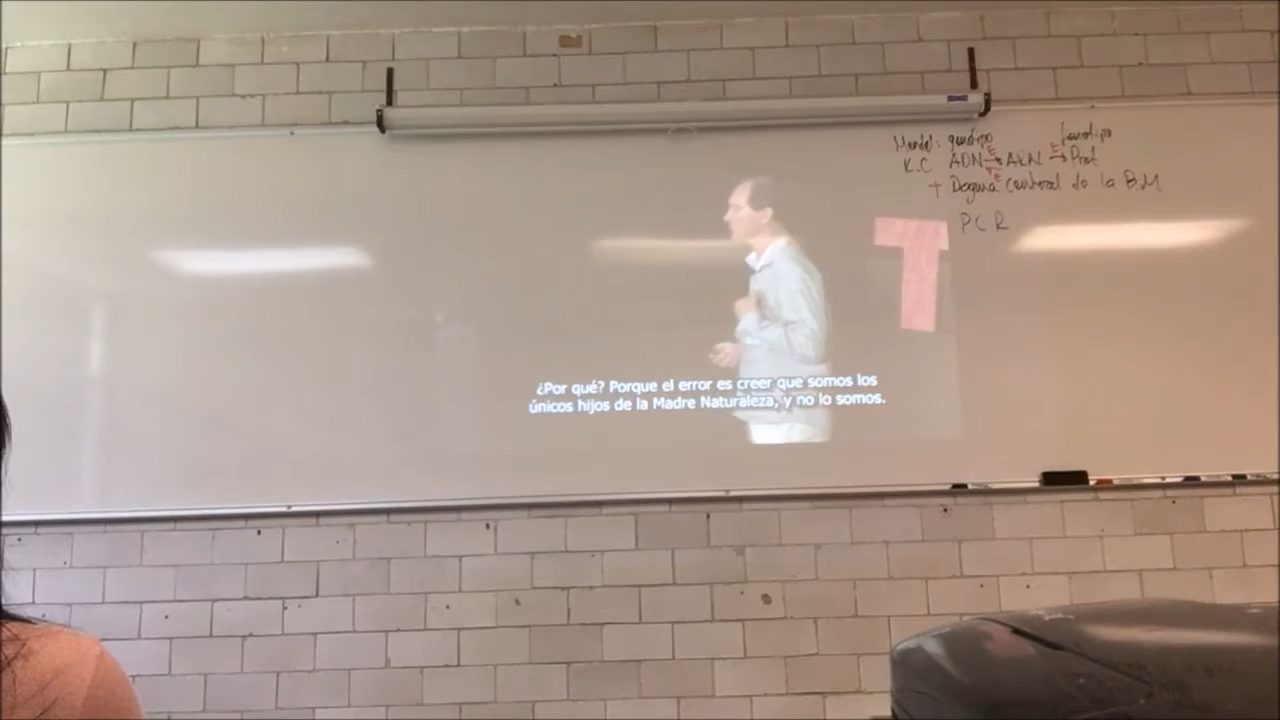 Mendel: genotipo fenotipo
K.C ADN E ARN E Prot
+ Dogma central de la B.M
PCR
T
¿Por qué? Porque el error es creer que somos los
únicos hijos de la Madre Naturaleza, y no lo somos.